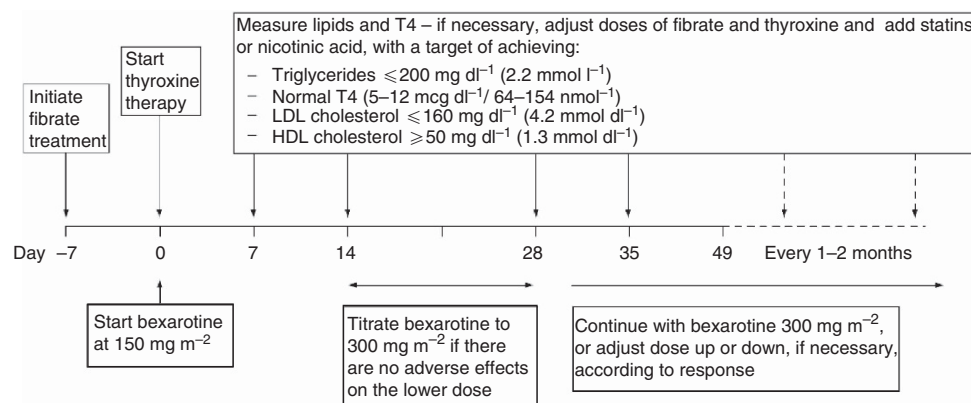 Measure lipids and T4 – if necessary, adjust doses of fibrate and thyroxine and add statins
or nicotinic acid, with a target of achieving:
– Triglycerides ⩽200 mg dl⁻¹ (2.2 mmol l⁻¹)
– Normal T4 (5–12 mcg dl⁻¹/ 64–154 nmol⁻¹)
– LDL cholesterol ⩽160 mg dl⁻¹ (4.2 mmol dl⁻¹)
– HDL cholesterol ⩾50 mg dl⁻¹ (1.3 mmol dl⁻¹)
Start
thyroxine
therapy
Initiate
fibrate
treatment
Day –7 0 7 14 28 35 49 Every 1–2 months
Start bexarotine
at 150 mg m⁻²
Titrate bexarotine to
300 mg m⁻² if there
are no adverse effects
on the lower dose
Continue with bexarotine 300 mg m⁻²,
or adjust dose up or down, if necessary,
according to response